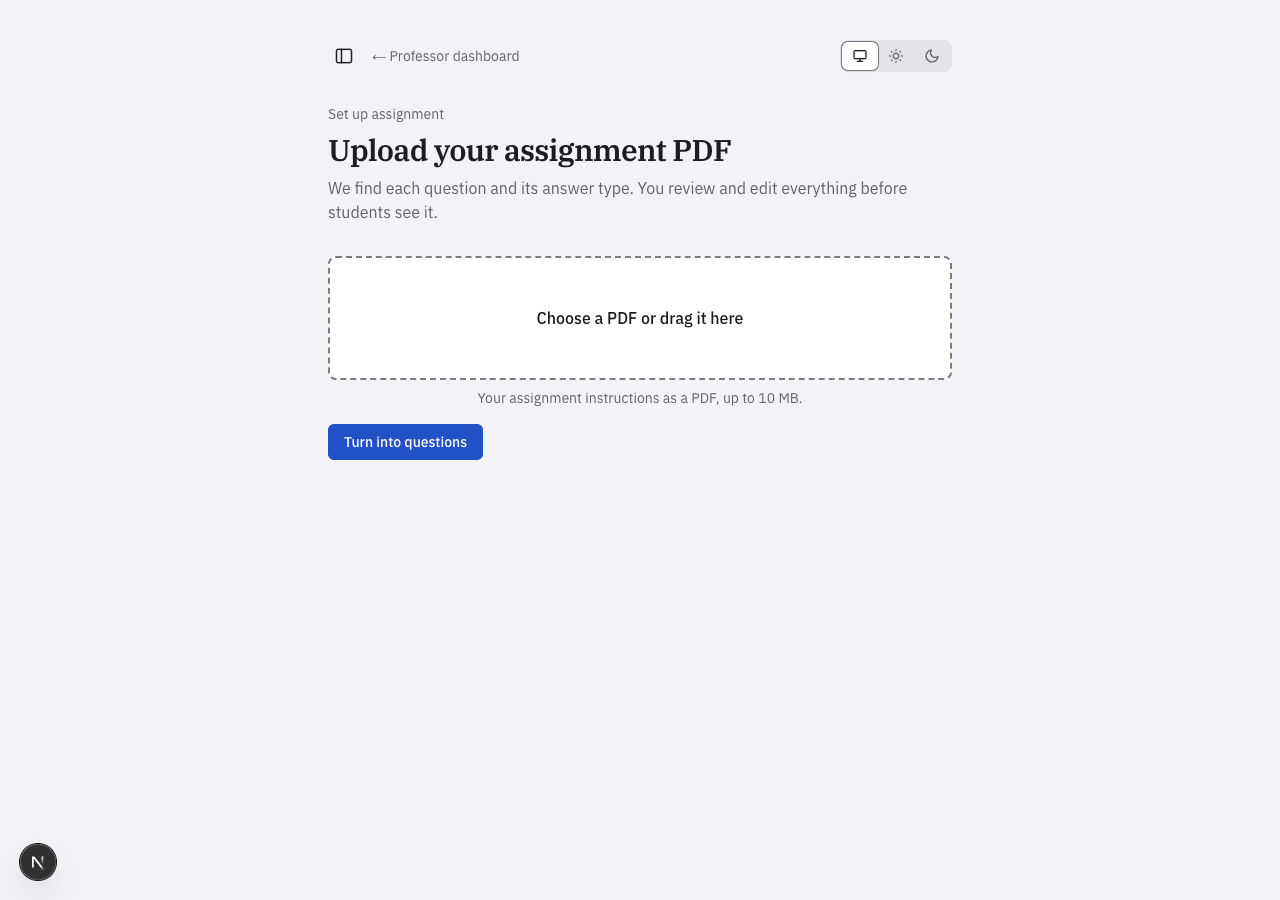 ← Professor dashboard
Set up assignment
Upload your assignment PDF
We find each question and its answer type. You review and edit everything before
students see it.
Choose a PDF or drag it here
Your assignment instructions as a PDF, up to 10 MB.
Turn into questions
N